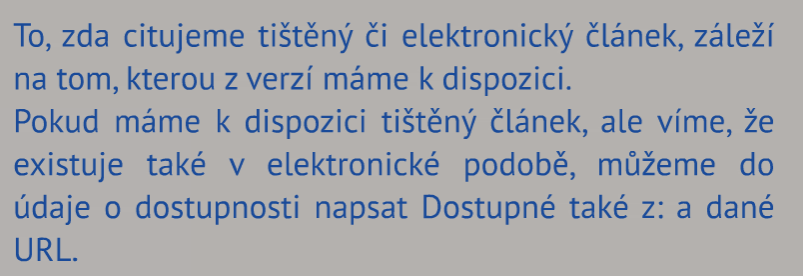 To, zda citujeme tištěný či elektronický článek, záleží
na tom, kterou z verzí máme k dispozici.
Pokud máme k dispozici tištěný článek, ale víme, že
existuje také v elektronické podobě, můžeme do
údaje o dostupnosti napsat Dostupné také z: a dané
URL.